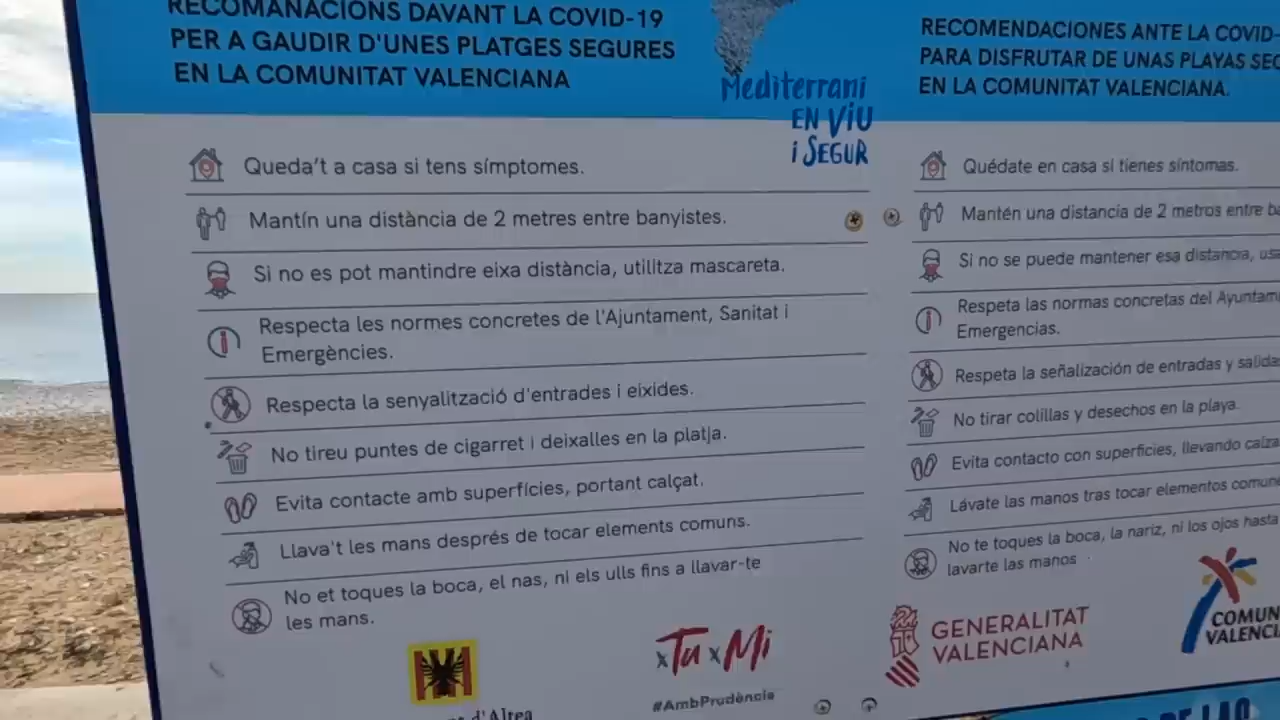 RECOMANACIONS DAVANT LA COVID-19
PER A GAUDIR D'UNES PLATGES SEGURES
EN LA COMUNITAT VALENCIANA
Mediterrani
EN VIU
i SEGUR
Queda't a casa si tens símptomes.
Mantín una distància de 2 metres entre banyistes.
Si no es pot mantindre eixa distància, utilitza mascareta.
Respecta les normes concretes de l'Ajuntament, Sanitat i
Emergències.
Respecta la senyalització d'entrades i eixides.
No tireu puntes de cigarret i deixalles en la platja.
Evita contacte amb superfícies, portant calçat.
Llava't les mans després de tocar elements comuns.
No et toques la boca, el nas, ni els ulls fins a llavar-te
les mans.
RECOMENDACIONES ANTE LA COVID-
PARA DISFRUTAR DE UNAS PLAYAS SEG
EN LA COMUNITAT VALENCIANA.
Quédate en casa si tienes síntomas.
Mantén una distancia de 2 metros entre ba
Si no se puede mantener esa distancia, us
Respeta las normas concretas del Ayuntam
Emergencias.
Respeta la señalización de entradas y salidas
No tirar colillas y desechos en la playa.
Evita contacto con superficies, llevando calza
Lávate las manos tras tocar elementos comune
No te toques la boca, la nariz, ni los ojos hasta
lavarte las manos
d'Altea
xTu xMi
#AmbPrudència
GENERALITAT
VALENCIANA
COMUN
VALENCI